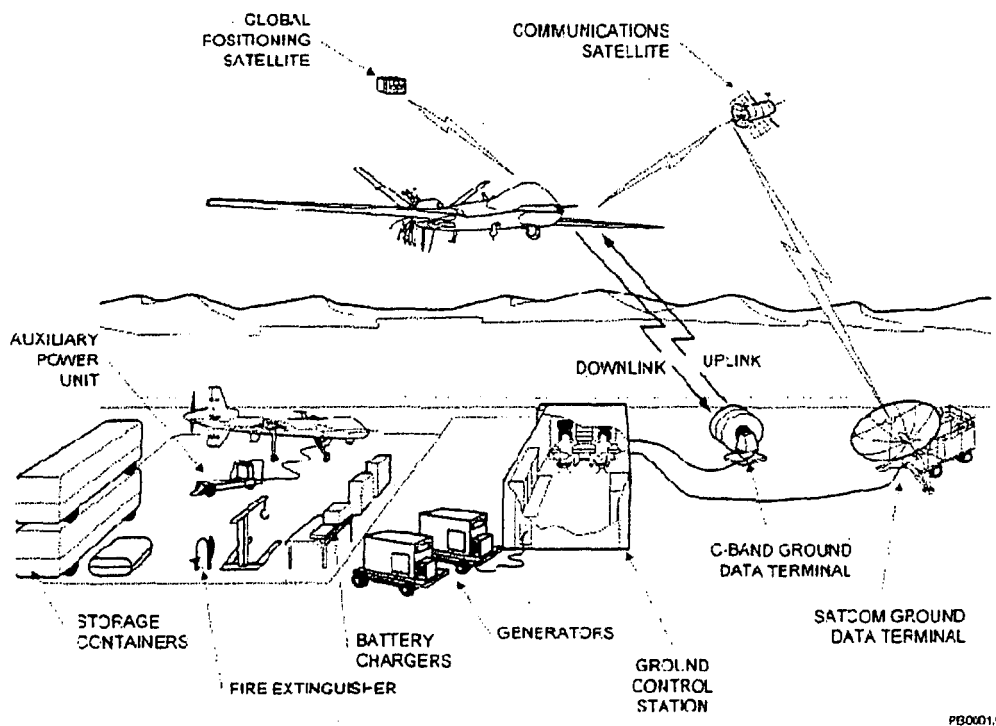 GLOBAL
POSITIONING
SATELLITE
COMMUNICATIONS
SATELLITE
AUXILIARY
POWER
UNIT
DOWNLINK
UPLINK
C-BAND GROUND
DATA TERMINAL
STORAGE
CONTAINERS
BATTERY
CHARGERS
GENERATORS
SATCOM GROUND
DATA TERMINAL
FIRE EXTINGUISHER
GROUND
CONTROL
STATION